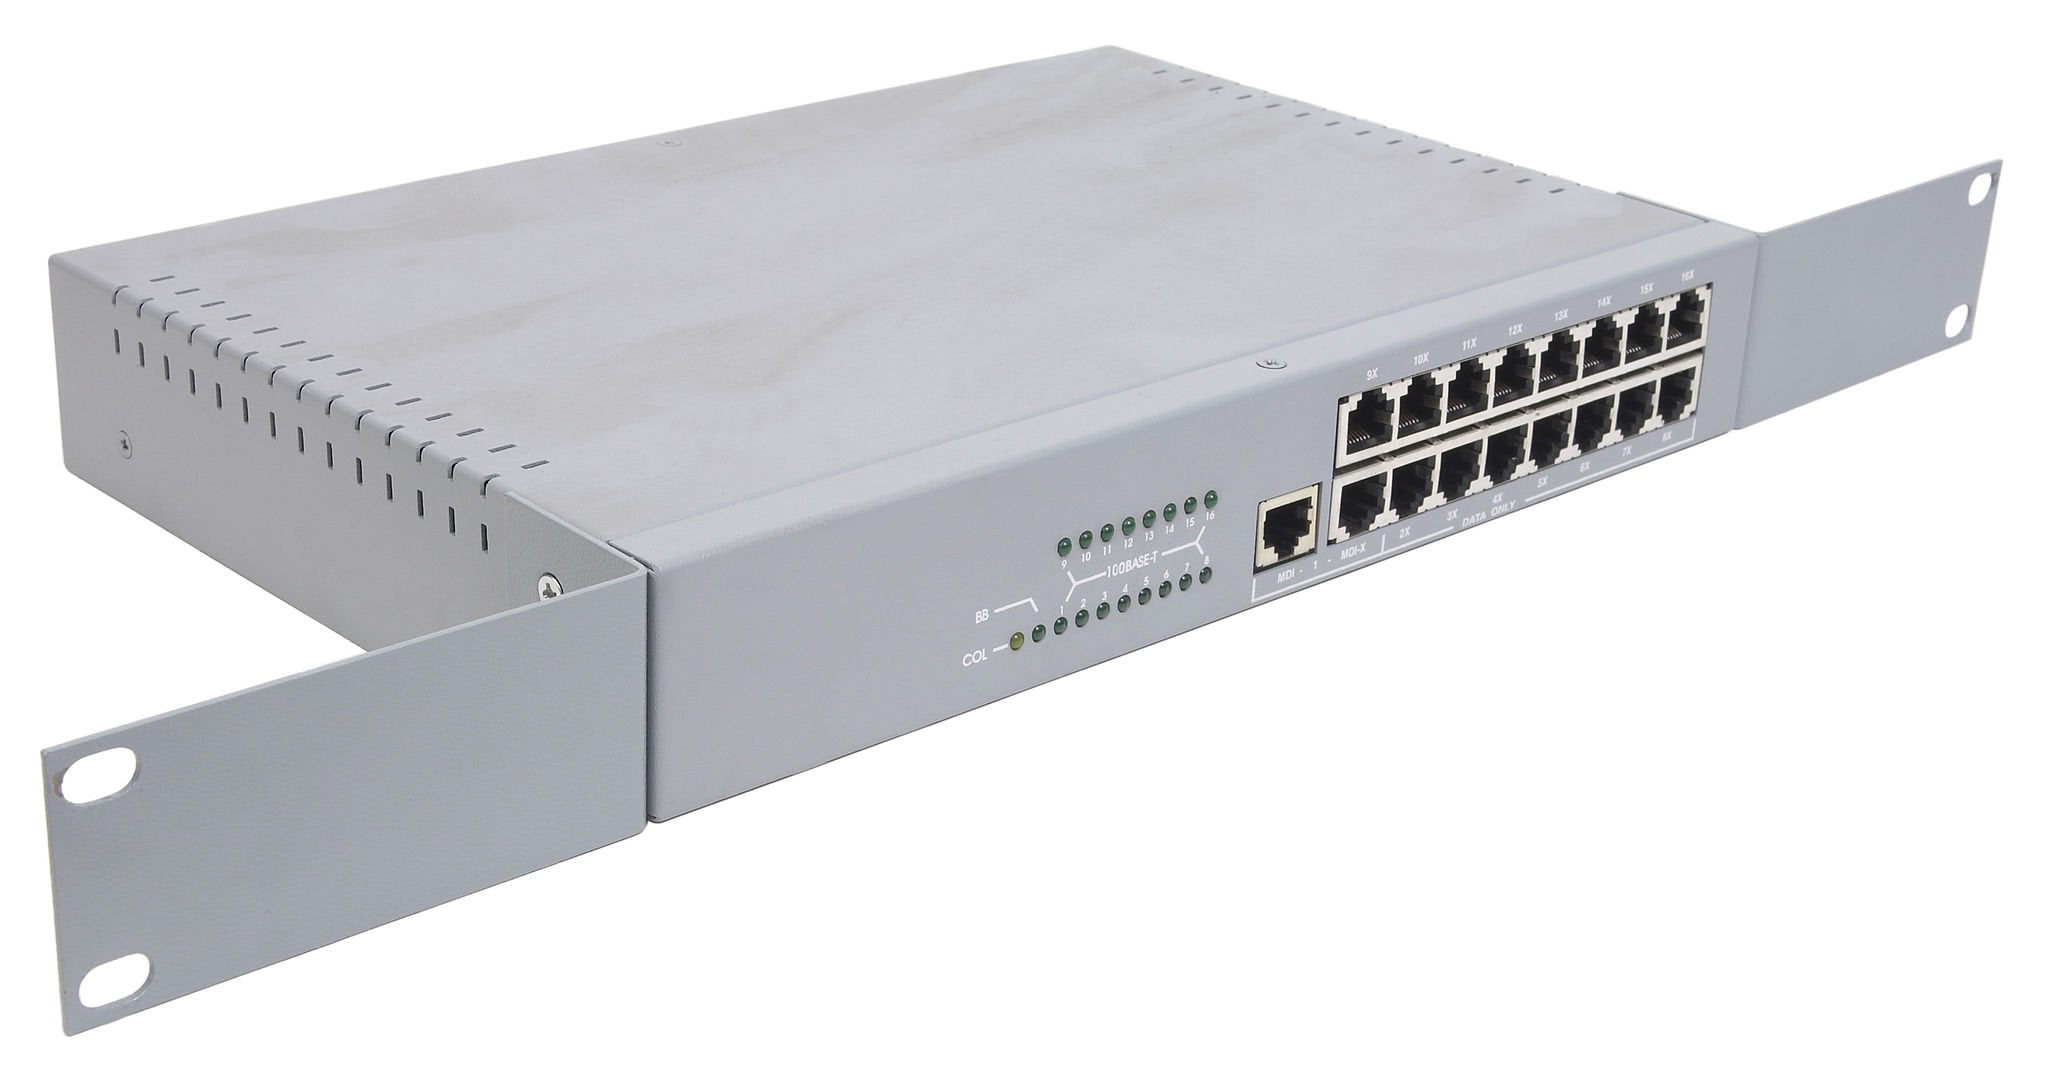 9X 10X 11X 12X 13X 14X 15X 16X
9 10 11 12 13 14 15 16
100BASE-T
BB
1 2 3 4 5 6 7 8
COL
MDI - 1 - MDI-X
2X 3X 4X 5X 6X 7X 8X
DATA ONLY